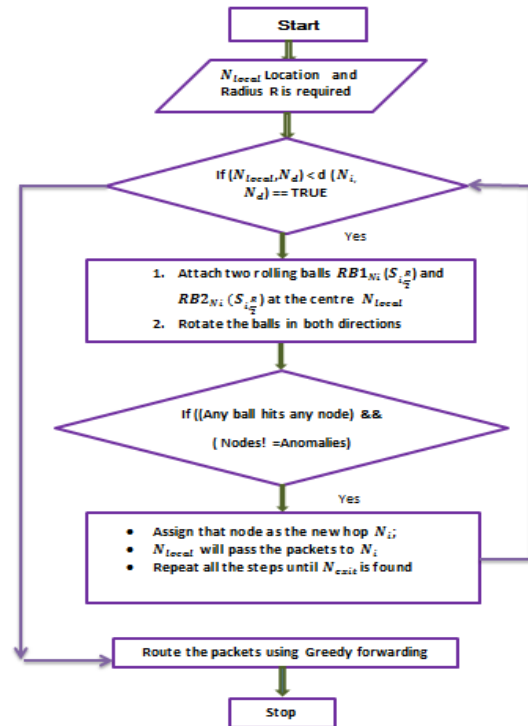 Start
N_local Location and
Radius R is required
If (N_local,N_d) < d (N_i,
N_d) == TRUE
Yes
1. Attach two rolling balls RB1_Ni (S_i,R/2) and
RB2_Ni (S_i,R/2) at the centre N_local
2. Rotate the balls in both directions
If ((Any ball hits any node) &&
( Nodes! =Anomalies)
Yes
• Assign that node as the new hop N_i;
• N_local will pass the packets to N_i
• Repeat all the steps until N_exit is found
Route the packets using Greedy forwarding
Stop